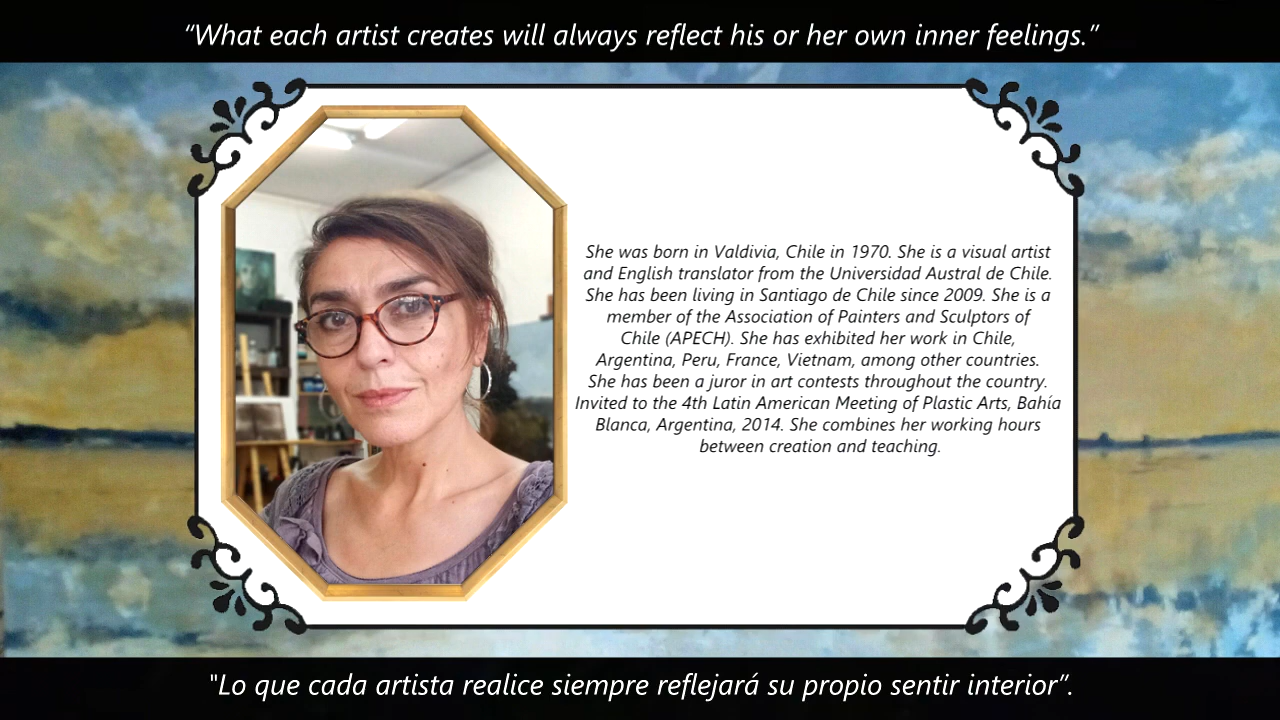 “What each artist creates will always reflect his or her own inner feelings.”
She was born in Valdivia, Chile in 1970. She is a visual artist
and English translator from the Universidad Austral de Chile.
She has been living in Santiago de Chile since 2009. She is a
member of the Association of Painters and Sculptors of
Chile (APECH). She has exhibited her work in Chile,
Argentina, Peru, France, Vietnam, among other countries.
She has been a juror in art contests throughout the country.
Invited to the 4th Latin American Meeting of Plastic Arts, Bahía
Blanca, Argentina, 2014. She combines her working hours
between creation and teaching.
"Lo que cada artista realice siempre reflejará su propio sentir interior”.